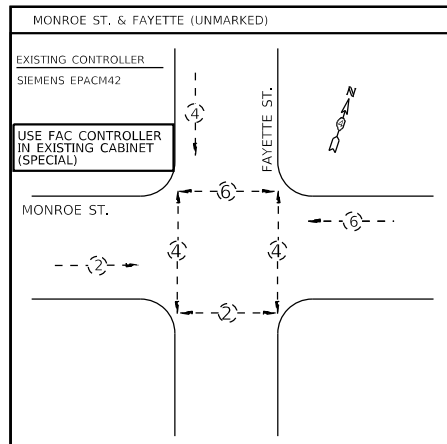 MONROE ST. & FAYETTE (UNMARKED)
EXISTING CONTROLLER
SIEMENS EPACM42
USE FAC CONTROLLER
IN EXISTING CABINET
(SPECIAL)
MONROE ST.
FAYETTE ST.
N
4
6
6
4
4
2
2